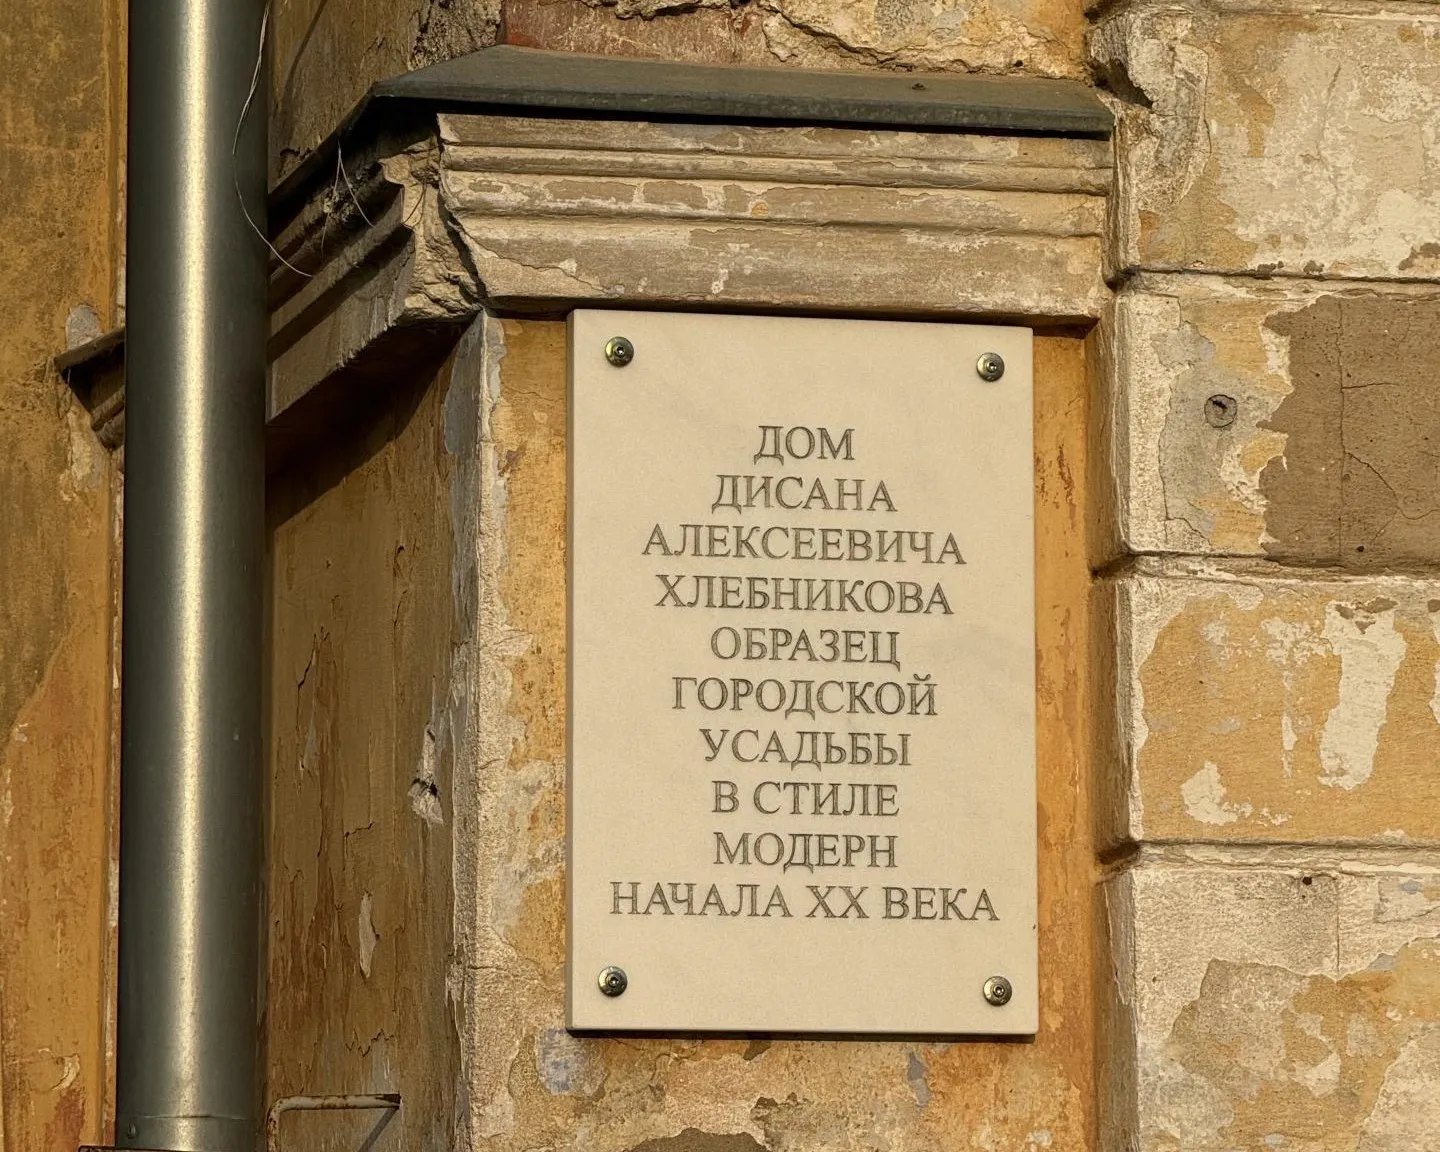 ДОМ
ДИСАНА
АЛЕКСЕЕВИЧА
ХЛЕБНИКОВА
ОБРАЗЕЦ
ГОРОДСКОЙ
УСАДЬБЫ
В СТИЛЕ
МОДЕРН
НАЧАЛА XX ВЕКА